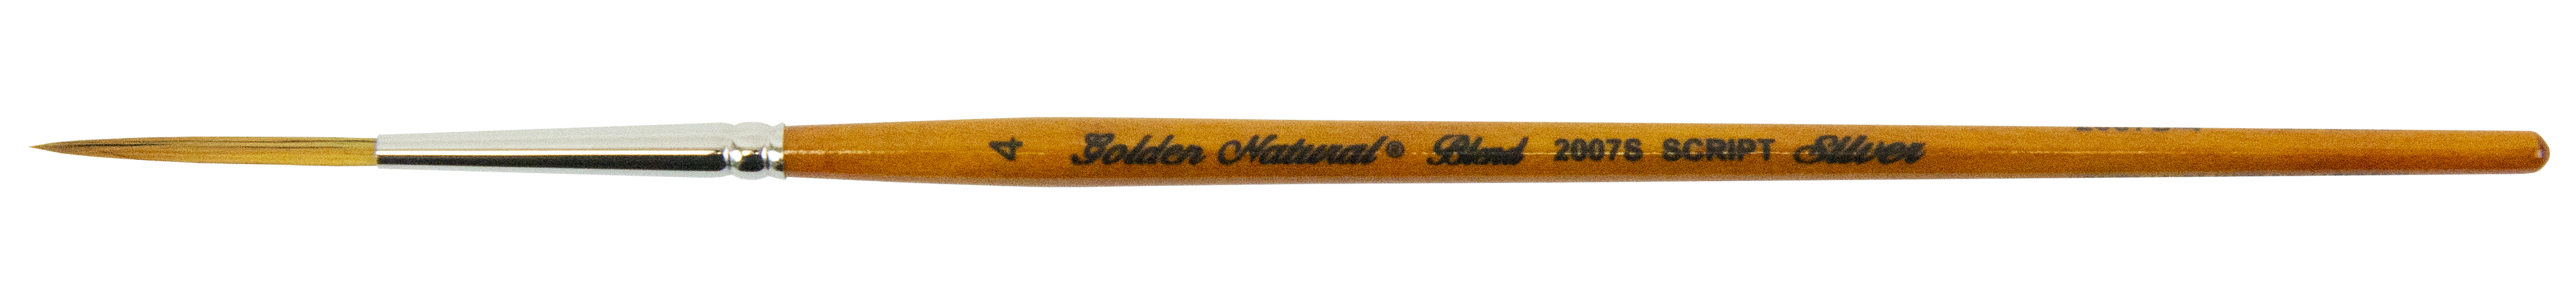 4 Golden Natural® Blend 2007S SCRIPT Silver